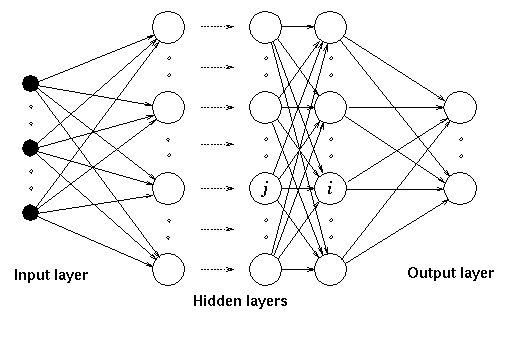 j i
Input layer
Hidden layers
Output layer